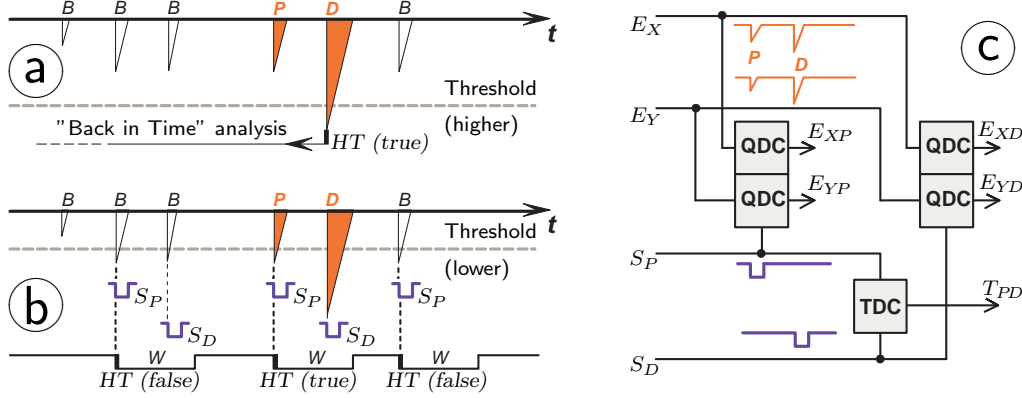 B B B P D B
t
a
Threshold
(higher)
"Back in Time" analysis
HT (true)
B B B P D B
t
Threshold
(lower)
b
S_P S_P S_P
S_D S_D
W W W
HT (false) HT (true) HT (false)
c
E_X
P D
E_Y
QDC E_XP QDC E_XD
QDC E_YP QDC E_YD
S_P
TDC T_PD
S_D